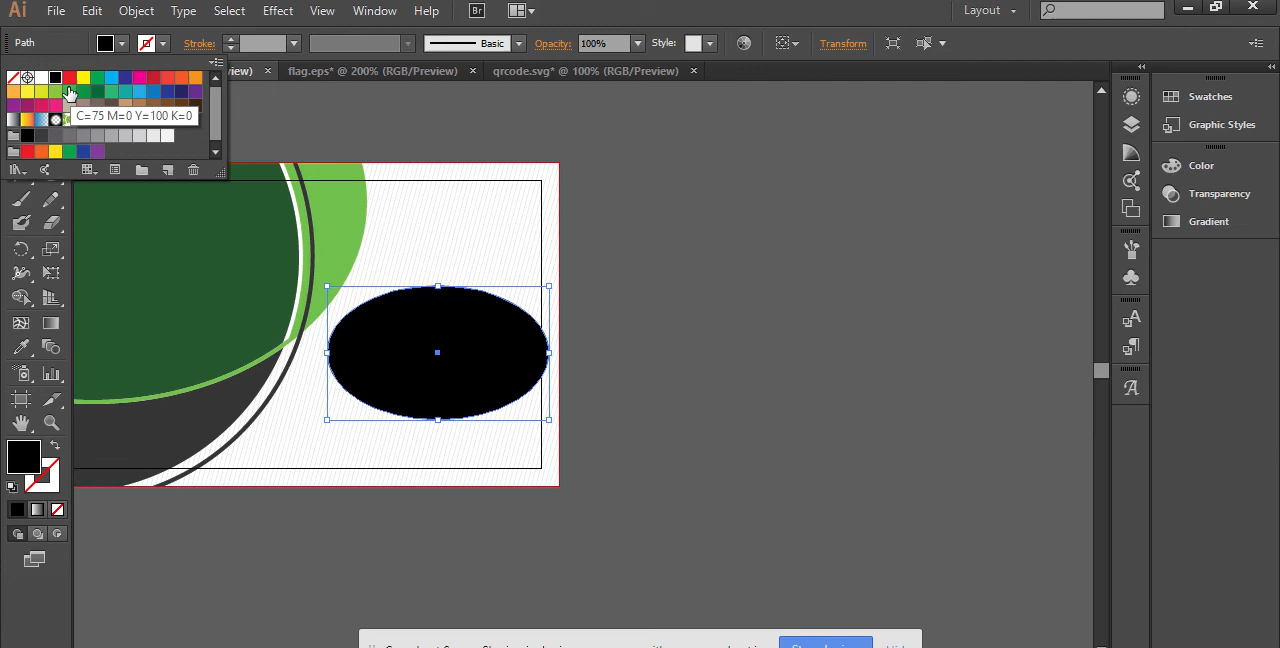 Ai File Edit Object Type Select Effect View Window Help Br Layout
Path Stroke: Basic Opacity: 100% Style: Transform
view) × flag.eps* @ 200% (RGB/Preview) × qrcode.svg* @ 100% (RGB/Preview) ×
C=75 M=0 Y=100 K=0
Swatches
Graphic Styles
Color
Transparency
Gradient